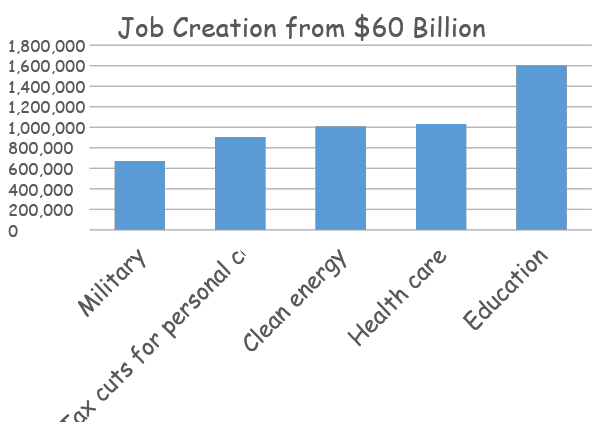 Job Creation from $60 Billion
1,800,000
1,600,000
1,400,000
1,200,000
1,000,000
800,000
600,000
400,000
200,000
0
Military
Tax cuts for personal
Clean energy
Health care
Education